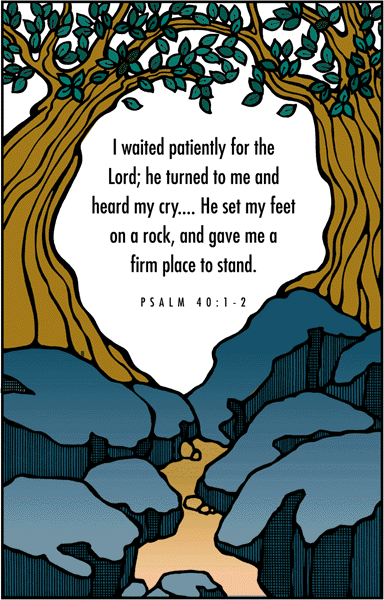 I waited patiently for the
Lord; he turned to me and
heard my cry.... He set my feet
on a rock, and gave me a
firm place to stand.
PSALM 40:1-2